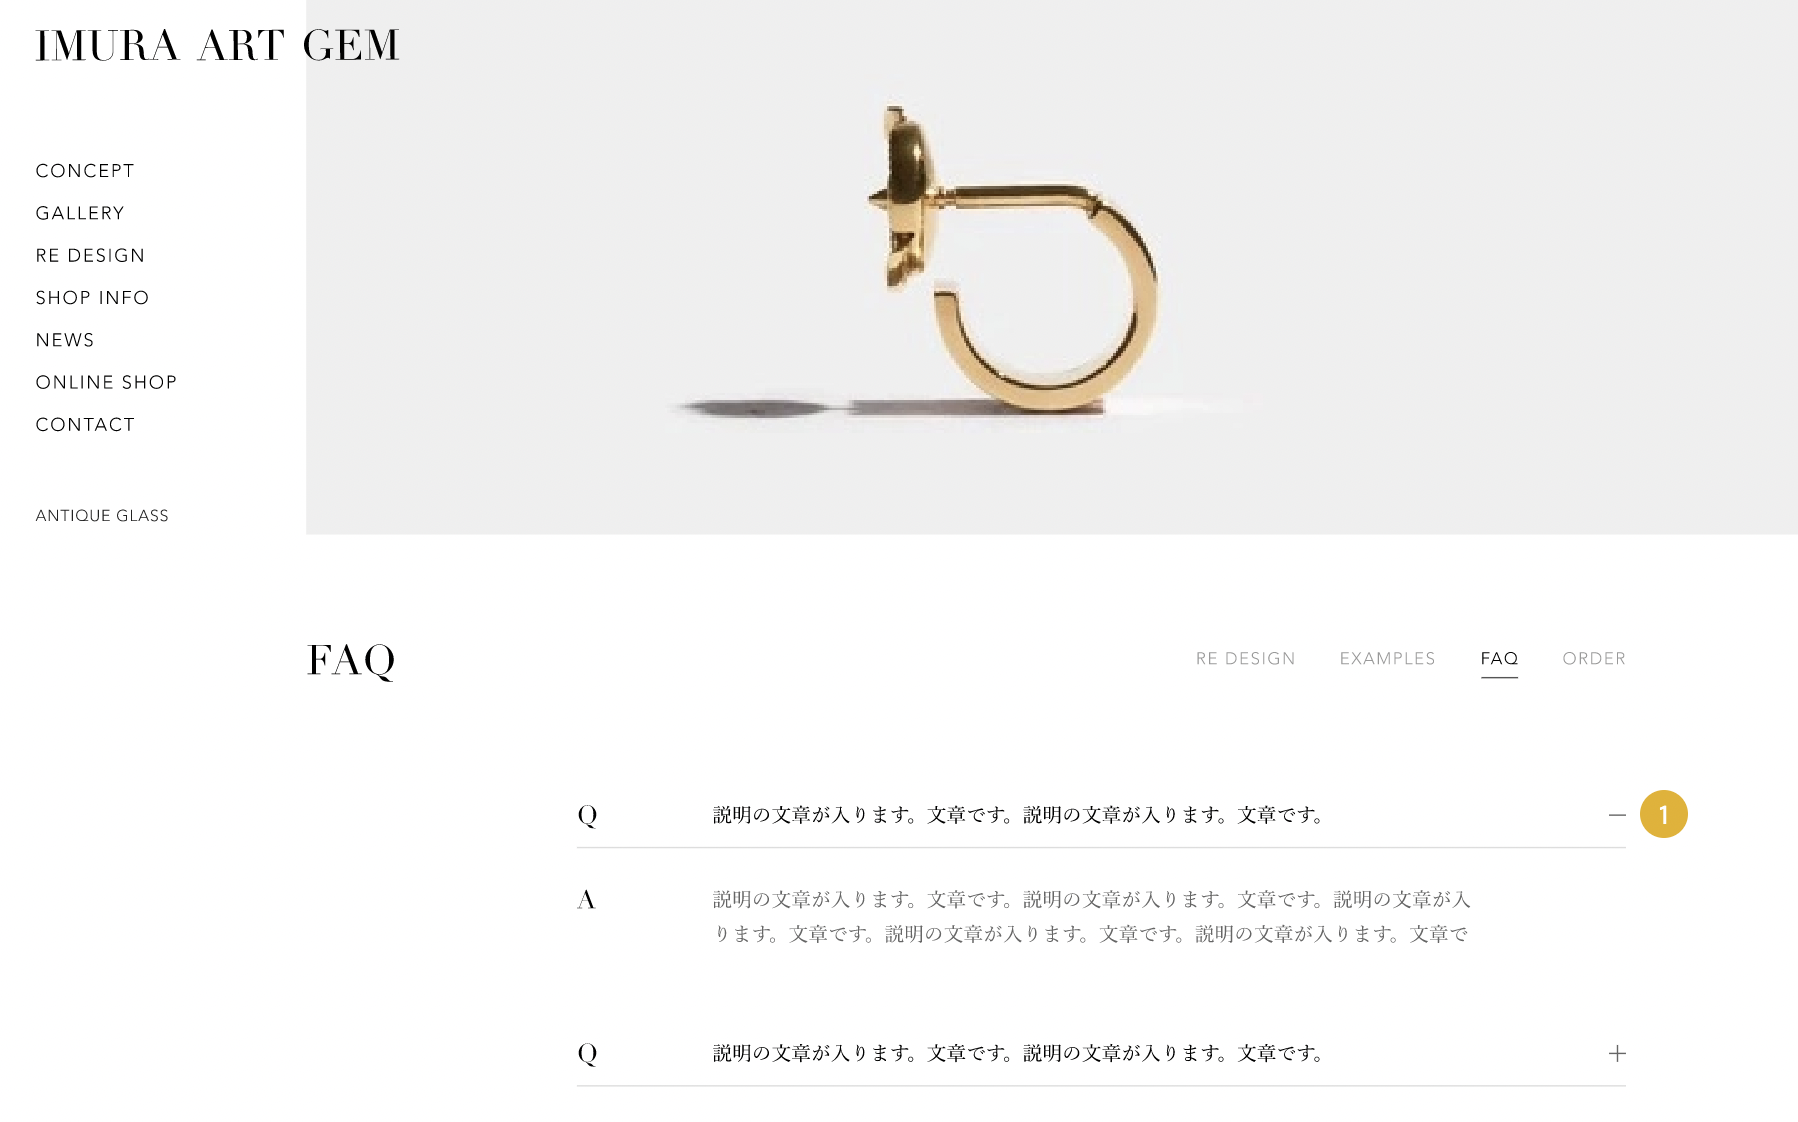 IMURA ART GEM
CONCEPT
GALLERY
RE DESIGN
SHOP INFO
NEWS
ONLINE SHOP
CONTACT
ANTIQUE GLASS
FAQ
RE DESIGN EXAMPLES FAQ ORDER
Q 説明の文章が入ります。文章です。説明の文章が入ります。文章です。 — 1
A 説明の文章が入ります。文章です。説明の文章が入ります。文章です。説明の文章が入
ります。文章です。説明の文章が入ります。文章です。説明の文章が入ります。文章で
Q 説明の文章が入ります。文章です。説明の文章が入ります。文章です。 +